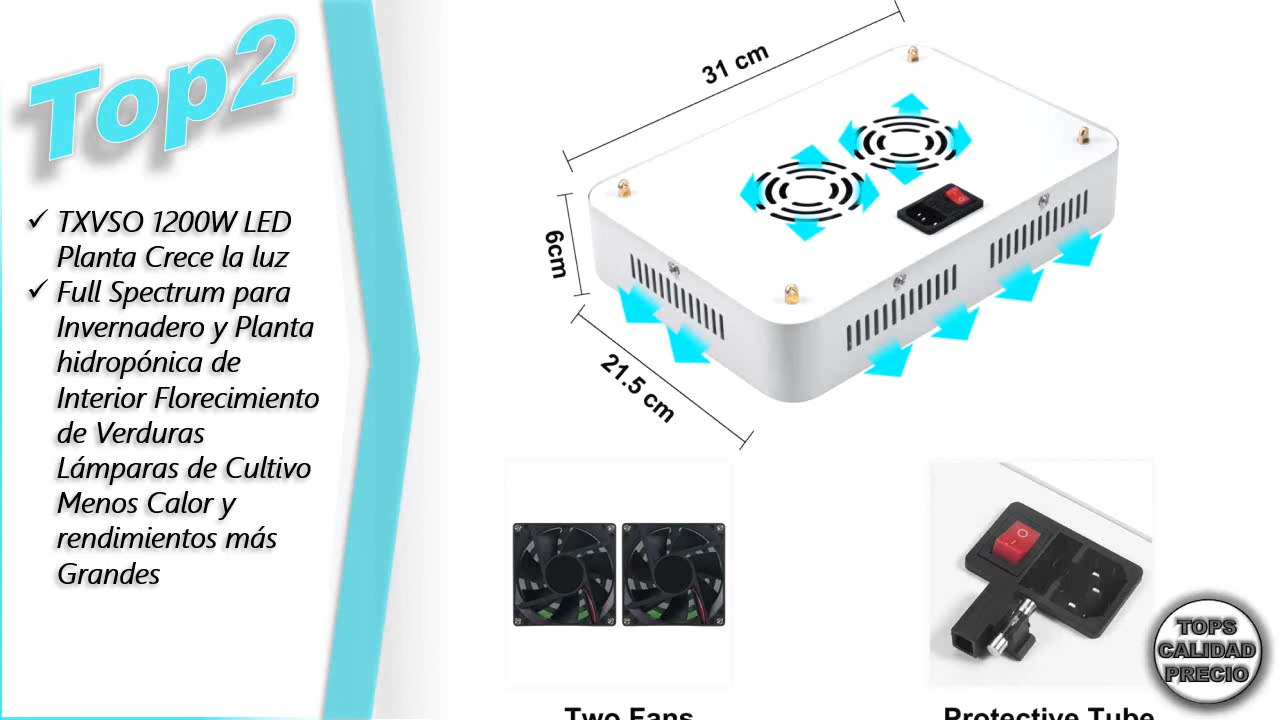 Top2
✓ TXVSO 1200W LED
Planta Crece la luz
✓ Full Spectrum para
Invernadero y Planta
hidropónica de
Interior Florecimiento
de Verduras
Lámparas de Cultivo
Menos Calor y
rendimientos más
Grandes
31 cm
6cm
21.5 cm
Two Fans
Protective Tube
TOPS
CALIDAD
PRECIO